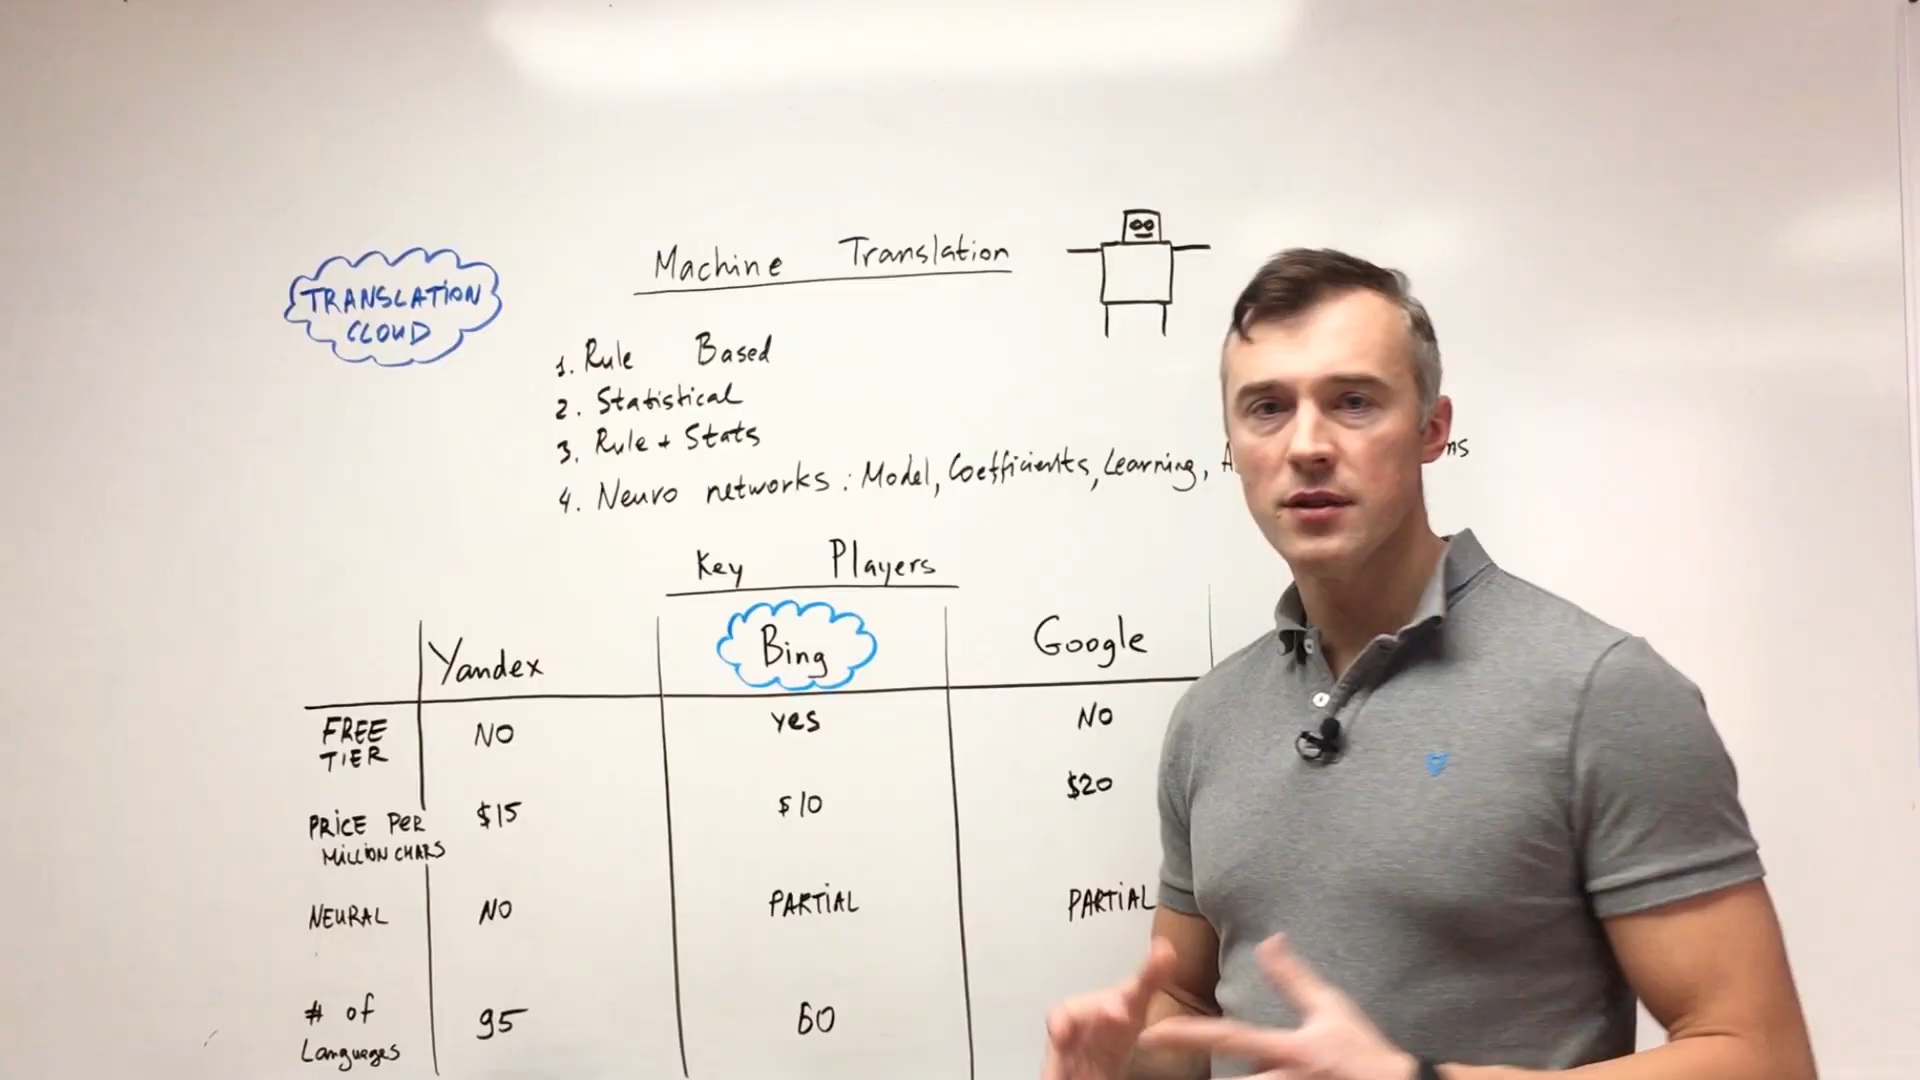 TRANSLATION
CLOUD
Machine Translation
1. Rule Based
2. Statistical
3. Rule + Stats
4. Neuro networks: Model, Coefficients, Learning,
Key Players
Yandex Bing Google
FREE TIER NO yes NO
PRICE PER MILLION CHARS $15 $10 $20
NEURAL NO PARTIAL PARTIAL
# of Languages 95 60